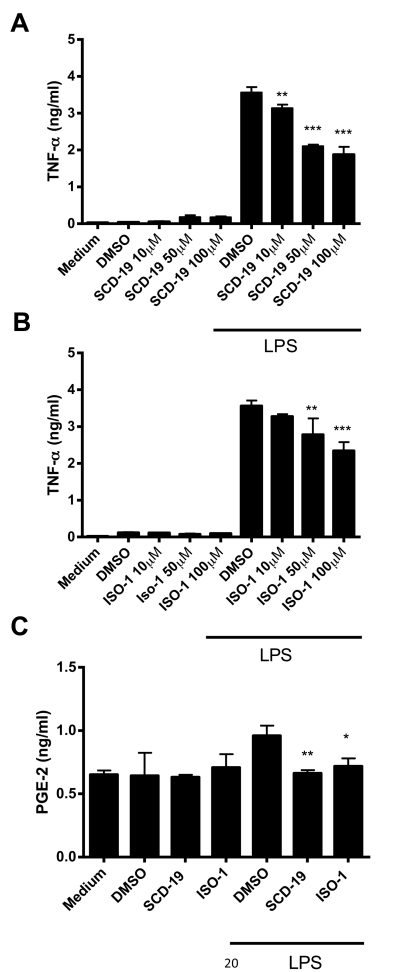 A
TNF-α (ng/ml)
5
4
3
2
1
0
** *** ***
Medium
DMSO
SCD-19 10μM
SCD-19 50μM
SCD-19 100μM
DMSO
SCD-19 10μM
SCD-19 50μM
SCD-19 100μM
LPS
B
TNF-α (ng/ml)
5
4
3
2
1
0
** ***
Medium
DMSO
ISO-1 10μM
Iso-1 50μM
ISO-1 100μM
DMSO
ISO-1 10μM
ISO-1 50μM
ISO-1 100μM
LPS
C
PGE-2 (ng/ml)
1.5
1.0
0.5
0.0
** *
Medium
DMSO
SCD-19
ISO-1
DMSO
SCD-19
ISO-1
LPS
20